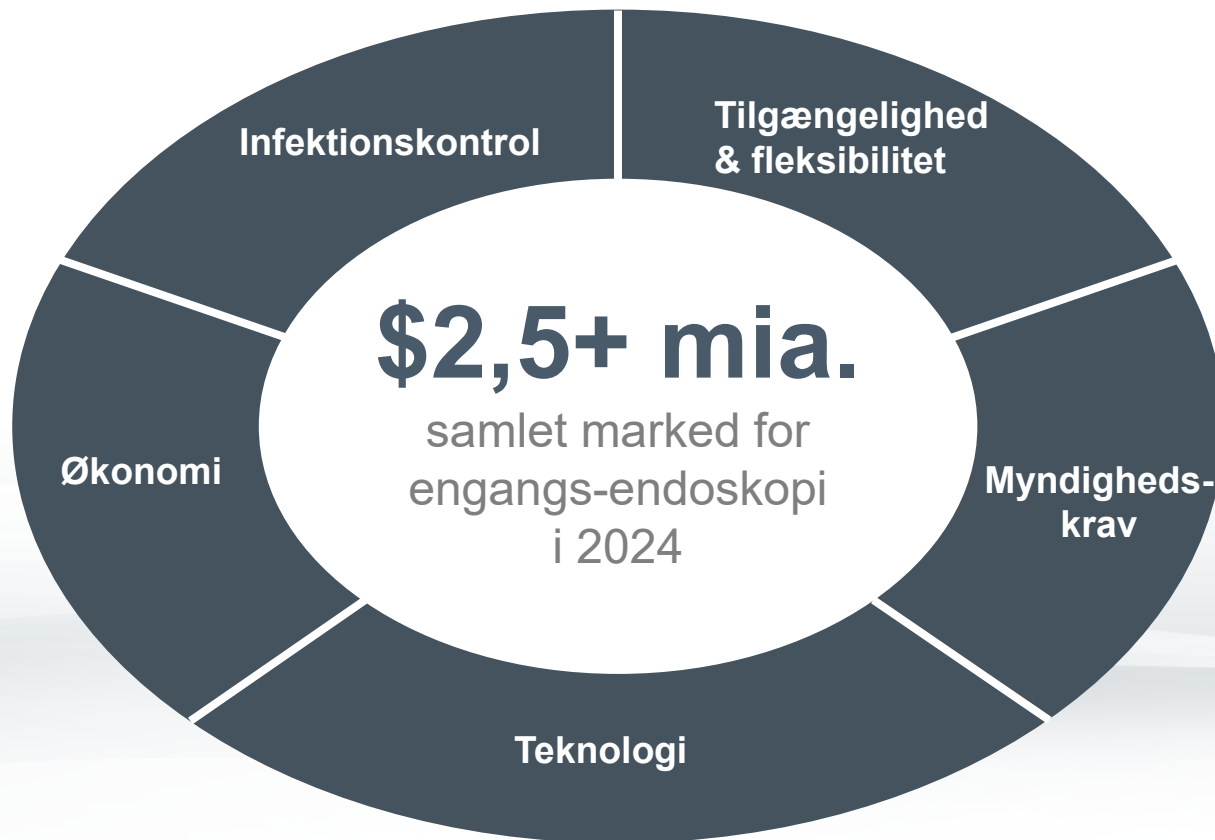 Infektionskontrol
Tilgængelighed
& fleksibilitet
$2,5+ mia.
samlet marked for
engangs-endoskopi
i 2024
Økonomi
Myndigheds-
krav
Teknologi